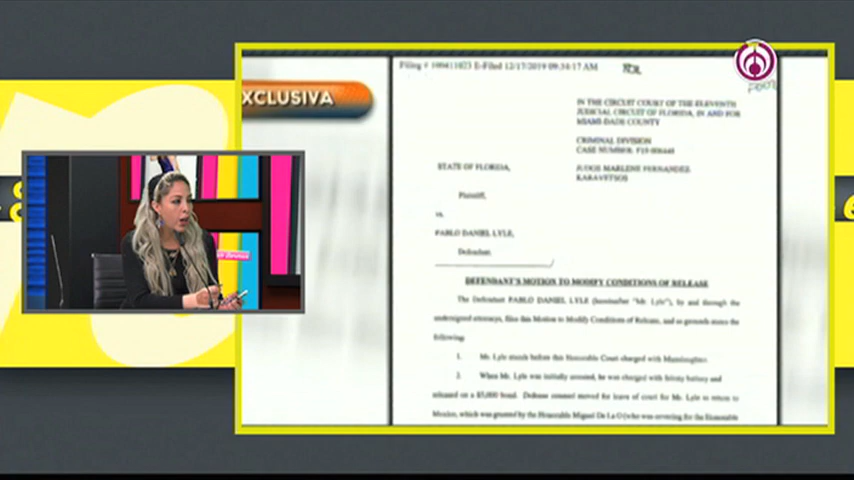 Filing # 100411023 E-Filed 12/17/2019 09:34:17 AM
XCLUSIVA
IN THE CIRCUIT COURT OF THE ELEVENTH
JUDICIAL CIRCUIT OF FLORIDA, IN AND FOR
MIAMI-DADE COUNTY
CRIMINAL DIVISION
CASE NUMBER:
JUDGE MARLENE FERNANDEZ
KARAVETSOS
STATE OF FLORIDA,
Plaintiff,
vs.
PABLO DANIEL LYLE,
Defendant.
DEFENDANT'S MOTION TO MODIFY CONDITIONS OF RELEASE
The Defendant PABLO DANIEL LYLE (hereinafter "Mr. Lyle"), by and through the
undersigned attorneys, files this Motion to Modify Conditions of Release, and as grounds states the
following:
1. Mr. Lyle stands before this Honorable Court charged with Manslaughter.
2. When Mr. Lyle was initially arrested, he was charged with felony battery and
released on a $5,000 bond. Defense counsel moved for leave of court for Mr. Lyle to return to
Mexico, which was granted by the Honorable Miguel De La O (who was covering for the Honorable